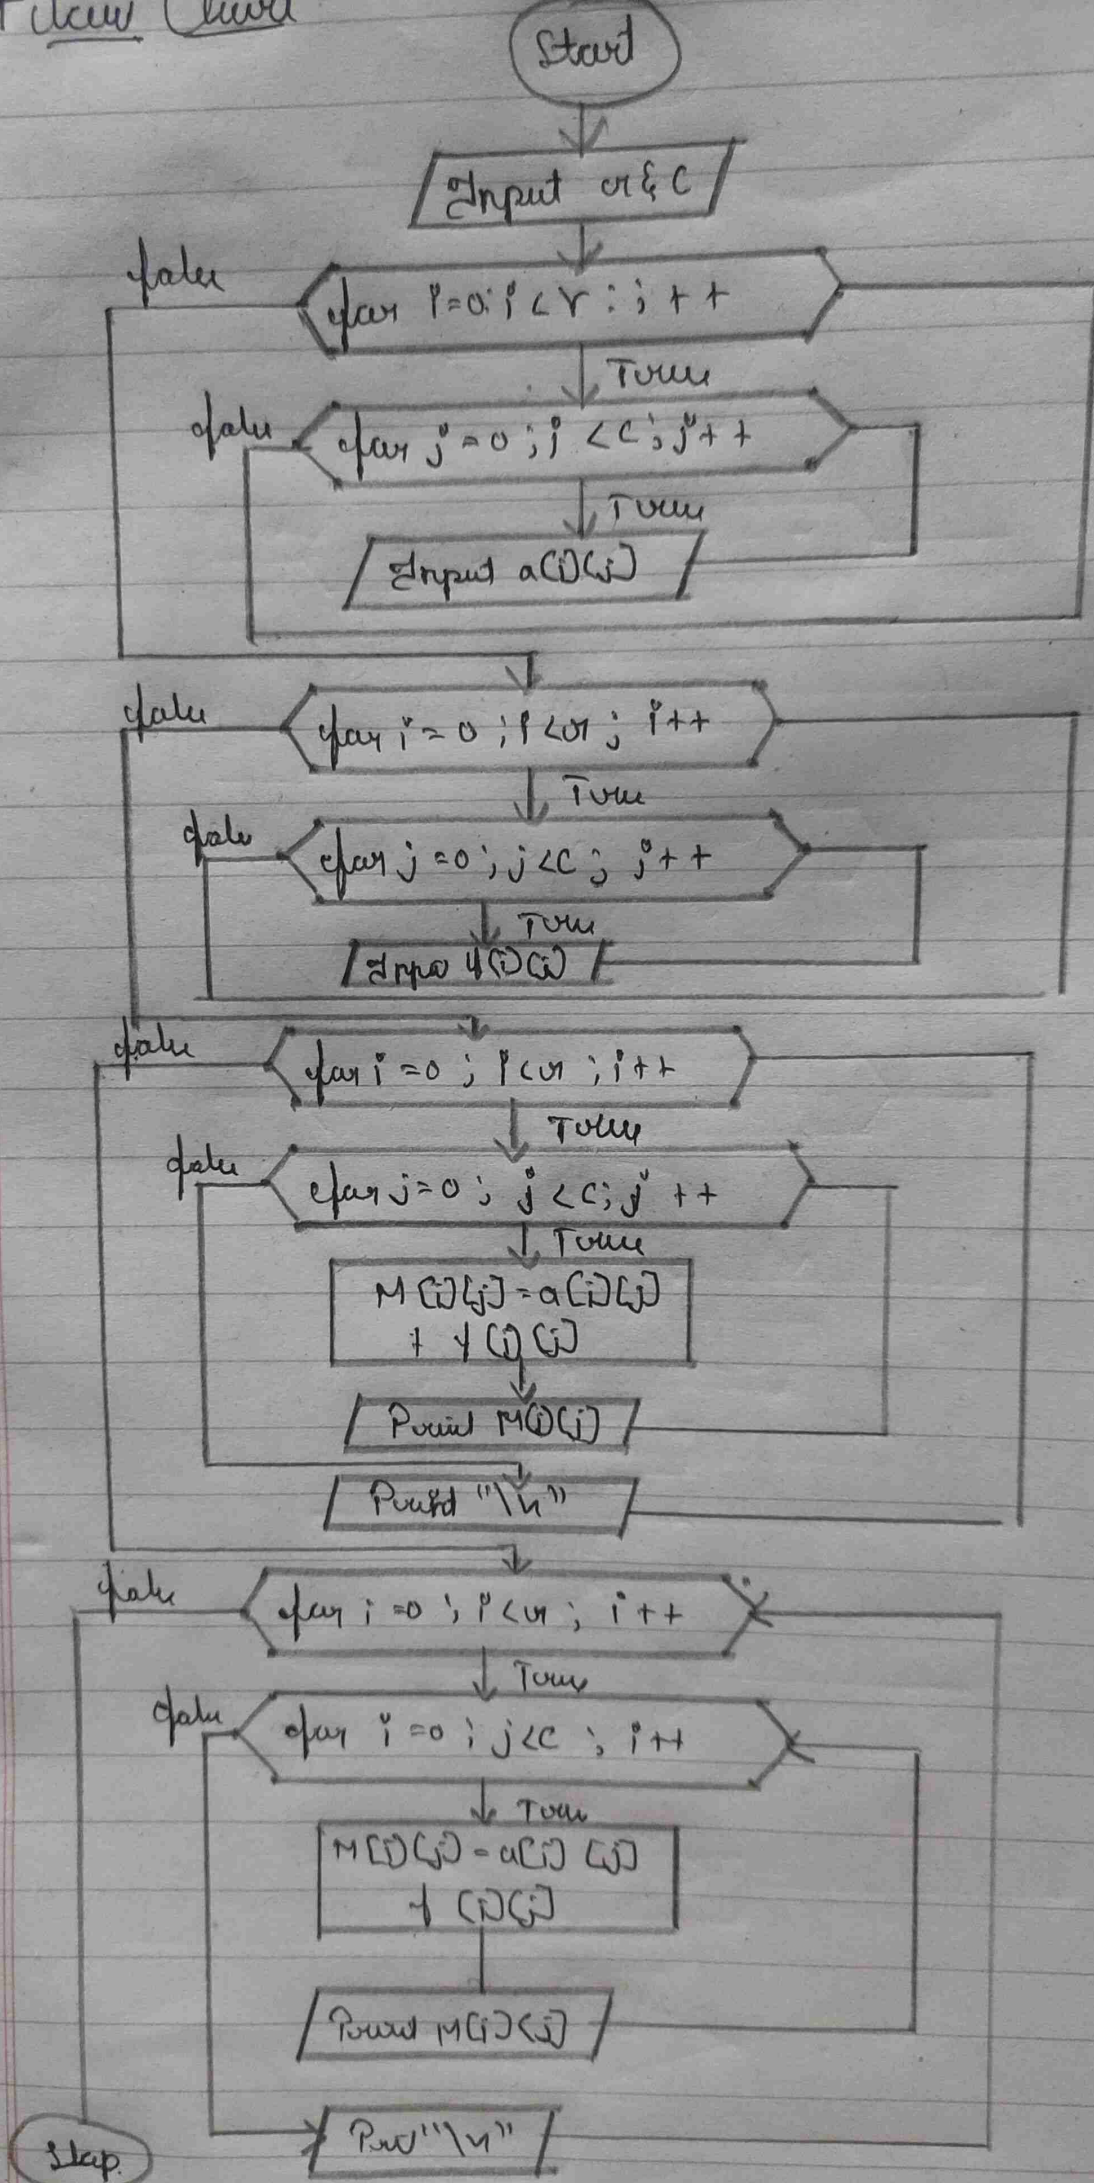 Flow Chart
Start
Input r & C
false
for i=0; i<r; i++
True
false
for j=0; j<c; j++
True
Input a[i][j]
false
for i=0; i<r; i++
True
false
for j=0; j<c; j++
True
y[i][j]
false
for i=0; i<r; i++
True
false
for j=0; j<c; j++
True
M[i][j]=a[i][j]
+ y[i][j]
Print M[i][j]
Print "\n"
false
for i=0; i<r; i++
True
false
for i=0; j<c; i++
True
M[i][j]=a[i][j]
[i][j]
Print M[i][j]
"\n"
Stop